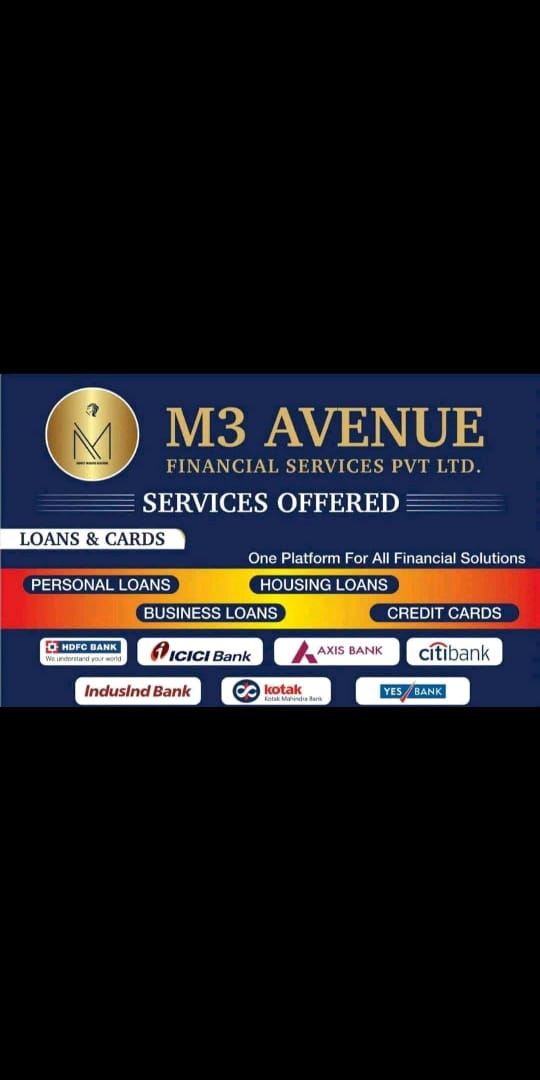 M3 AVENUE
FINANCIAL SERVICES PVT LTD.
SERVICES OFFERED
LOANS & CARDS
One Platform For All Financial Solutions
PERSONAL LOANS
HOUSING LOANS
BUSINESS LOANS
CREDIT CARDS
HDFC BANK
We understand your world
ICICI Bank
AXIS BANK
citibank
IndusInd Bank
kotak
Kotak Mahindra Bank
YES BANK